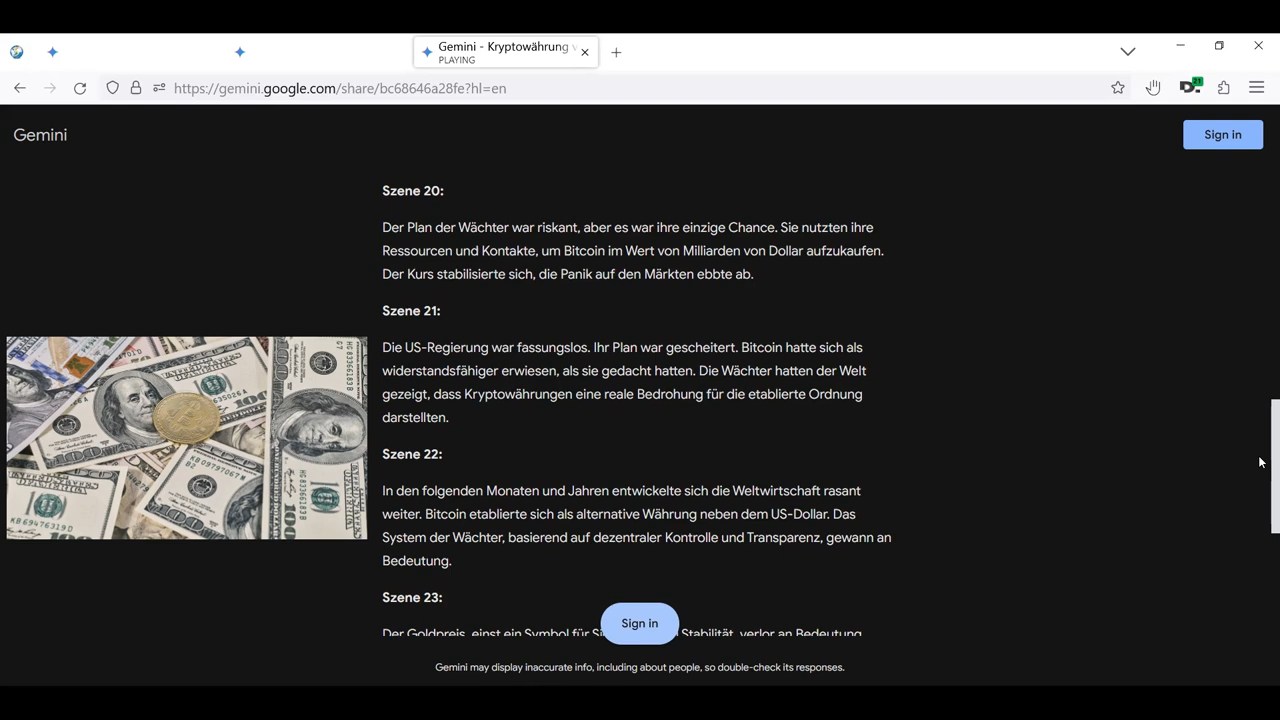 Gemini - Kryptowährung
PLAYING
https://gemini.google.com/share/bc68646a28fe?hl=en
21
Gemini
Sign in
Szene 20:
Der Plan der Wächter war riskant, aber es war ihre einzige Chance. Sie nutzten ihre
Ressourcen und Kontakte, um Bitcoin im Wert von Milliarden von Dollar aufzukaufen.
Der Kurs stabilisierte sich, die Panik auf den Märkten ebbte ab.
Szene 21:
Die US-Regierung war fassungslos. Ihr Plan war gescheitert. Bitcoin hatte sich als
widerstandsfähiger erwiesen, als sie gedacht hatten. Die Wächter hatten der Welt
gezeigt, dass Kryptowährungen eine reale Bedrohung für die etablierte Ordnung
darstellten.
Szene 22:
In den folgenden Monaten und Jahren entwickelte sich die Weltwirtschaft rasant
weiter. Bitcoin etablierte sich als alternative Währung neben dem US-Dollar. Das
System der Wächter, basierend auf dezentraler Kontrolle und Transparenz, gewann an
Bedeutung.
Szene 23:
Der Goldpreis, einst ein Symbol für Stabilität, verlor an Bedeutung
Sign in
Gemini may display inaccurate info, including about people, so double-check its responses.
KB 09797067 M
B2
100
KB 69476319 D